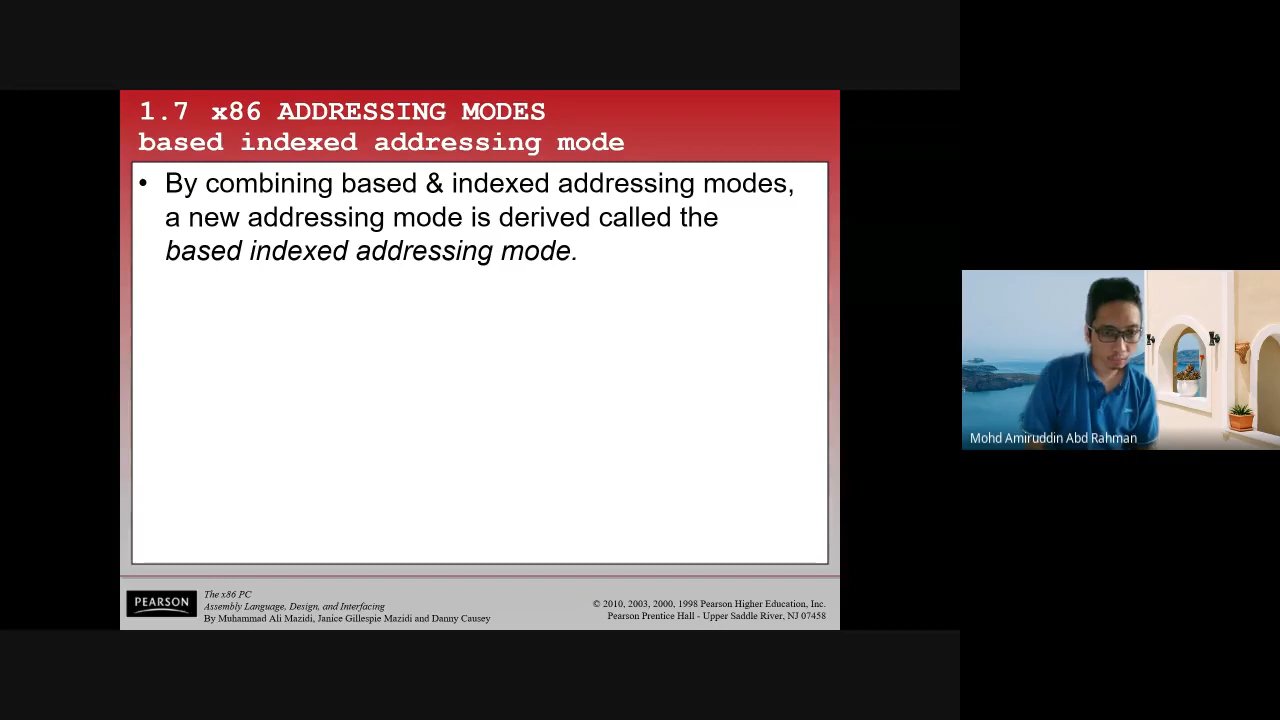 1.7 x86 ADDRESSING MODES
based indexed addressing mode
• By combining based & indexed addressing modes,
a new addressing mode is derived called the
based indexed addressing mode.
PEARSON
The x86 PC
Assembly Language, Design, and Interfacing
By Muhammad Ali Mazidi, Janice Gillespie Mazidi and Danny Causey
© 2010, 2003, 2000, 1998 Pearson Higher Education, Inc.
Pearson Prentice Hall - Upper Saddle River, NJ 07458
Mohd Amiruddin Abd Rahman